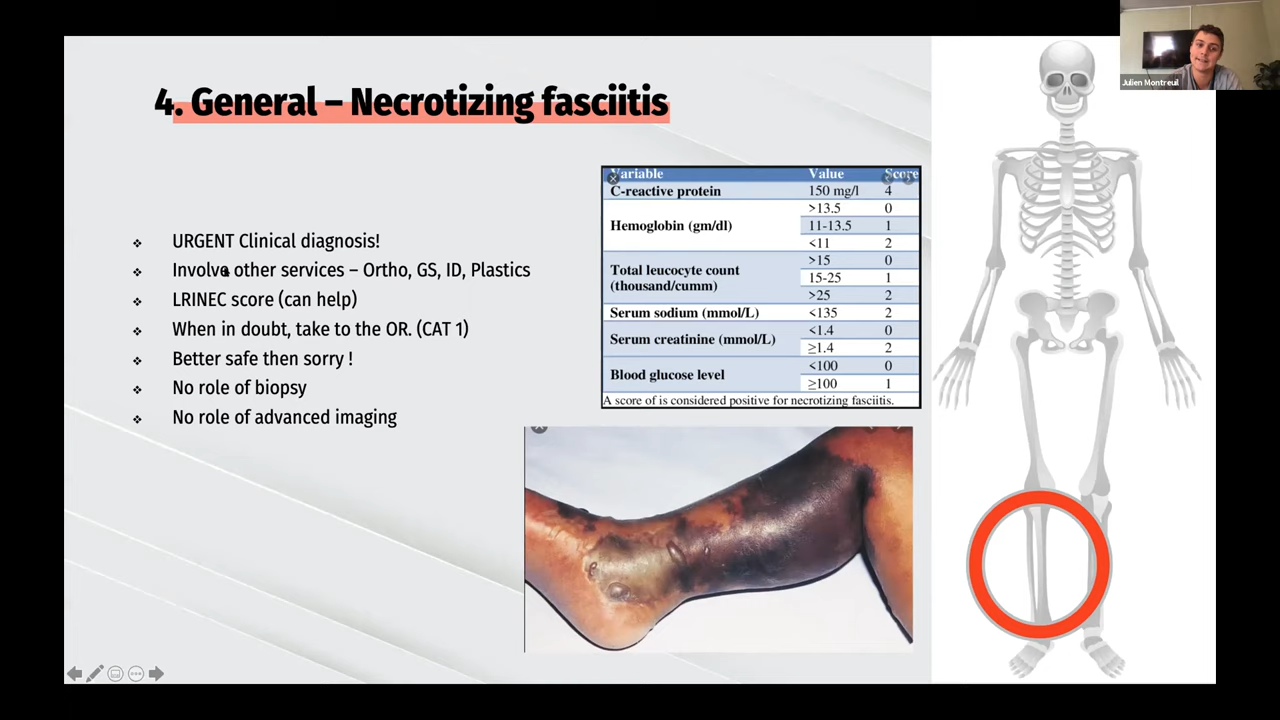 Julien Montreuil
4. General – Necrotizing fasciitis
❖ URGENT Clinical diagnosis!
❖ Involve other services – Ortho, GS, ID, Plastics
❖ LRINEC score (can help)
❖ When in doubt, take to the OR. (CAT 1)
❖ Better safe then sorry !
❖ No role of biopsy
❖ No role of advanced imaging
Variable Value Score
C-reactive protein 150 mg/l 4
Hemoglobin (gm/dl) >13.5 0
11-13.5 1
<11 2
Total leucocyte count (thousand/cumm) >15 0
15-25 1
>25 2
Serum sodium (mmol/L) <135 2
Serum creatinine (mmol/L) <1.4 0
≥1.4 2
Blood glucose level <100 0
≥100 1
A score of is considered positive for necrotizing fasciitis.